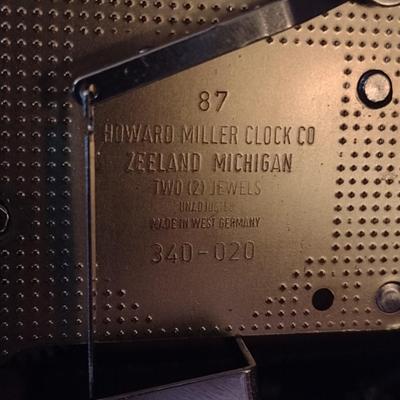 87
HOWARD MILLER CLOCK CO
ZEELAND MICHIGAN
TWO (2) JEWELS
UNADJUSTED
MADE IN WEST GERMANY
340-020